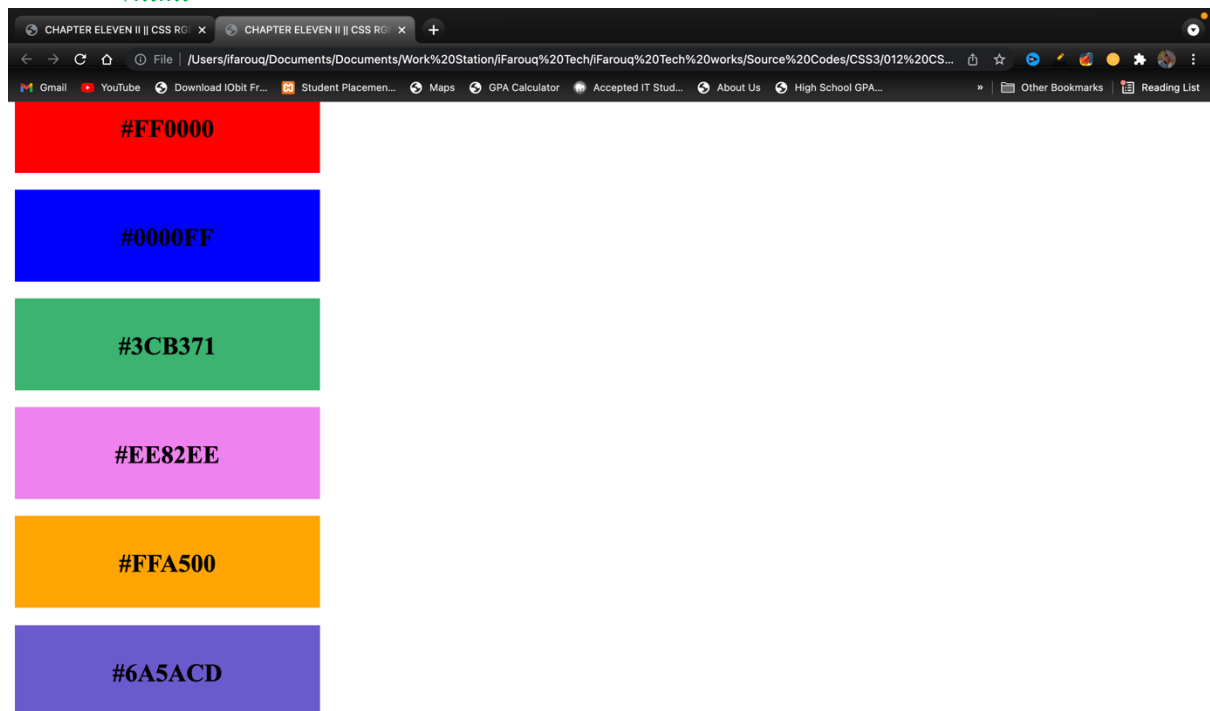 CHAPTER ELEVEN II || CSS RG
CHAPTER ELEVEN II || CSS RG
File | /Users/ifarouq/Documents/Documents/Work%20Station/iFarouq%20Tech/iFarouq%20Tech%20works/Source%20Codes/CSS3/012%20CS...
Gmail YouTube Download IObit Fr... Student Placemen... Maps GPA Calculator Accepted IT Stud... About Us High School GPA... » Other Bookmarks Reading List
#FF0000
#0000FF
#3CB371
#EE82EE
#FFA500
#6A5ACD